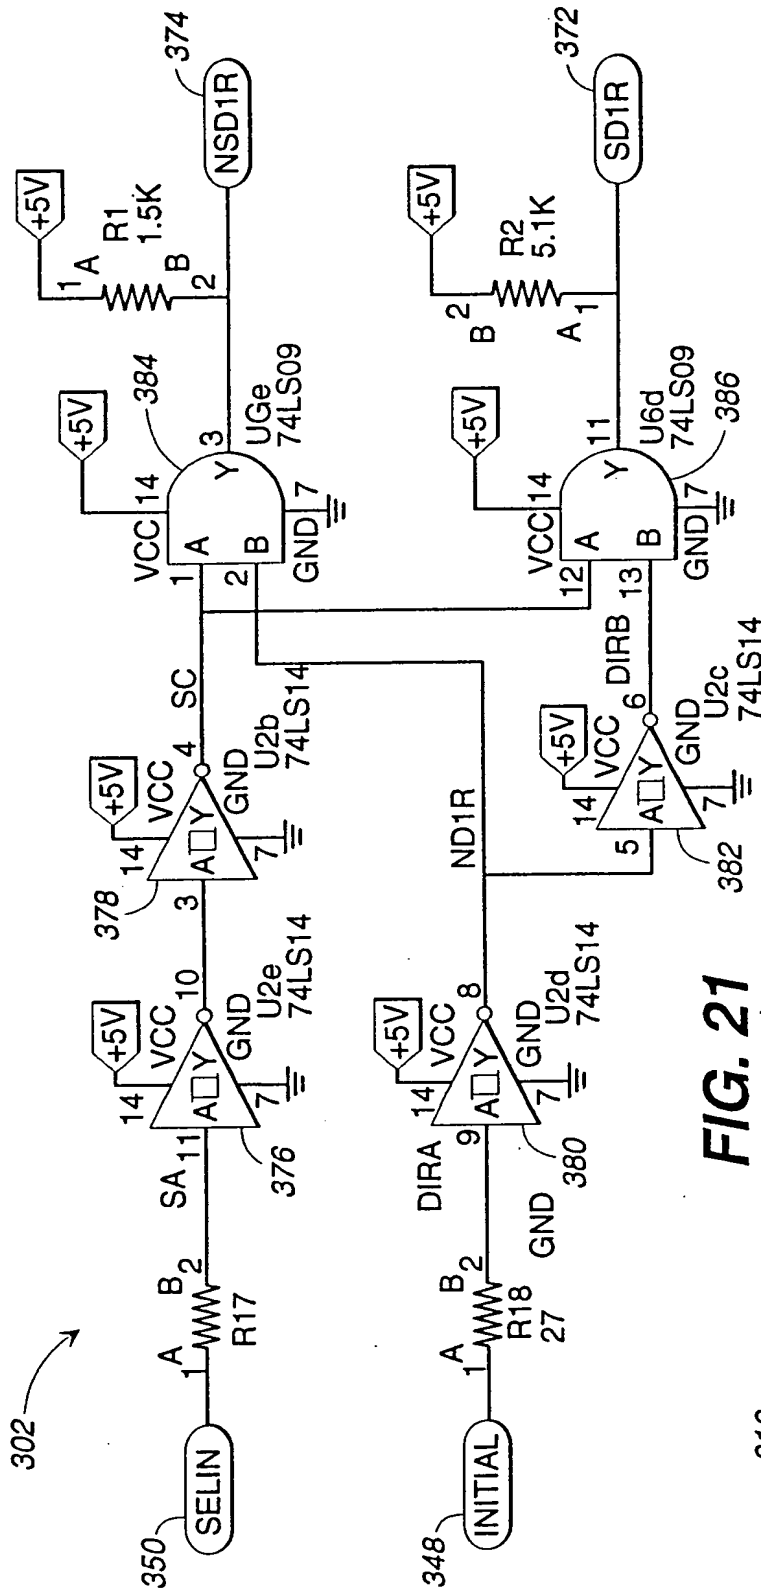 302
350
SELIN
1
A
R17
B
2
SA
11
376
14
+5V
VCC
A
Y
GND
7
U2e
74LS14
10
3
378
14
+5V
VCC
A
Y
GND
7
U2b
74LS14
4
SC
1
2
VCC
14
+5V
A
B
Y
GND
7
384
3
UGe
74LS09
1
A
R1
1.5K
B
2
+5V
NSD1R
374
348
INITIAL
1
A
R18
27
B
2
DIRA
GND
9
380
14
+5V
VCC
A
Y
GND
7
U2d
74LS14
8
ND1R
5
382
14
+5V
VCC
A
Y
GND
7
U2c
74LS14
6
DIRB
12
13
VCC
14
+5V
A
B
Y
GND
7
386
11
U6d
74LS09
2
B
R2
5.1K
A
1
+5V
SD1R
372
FIG. 21